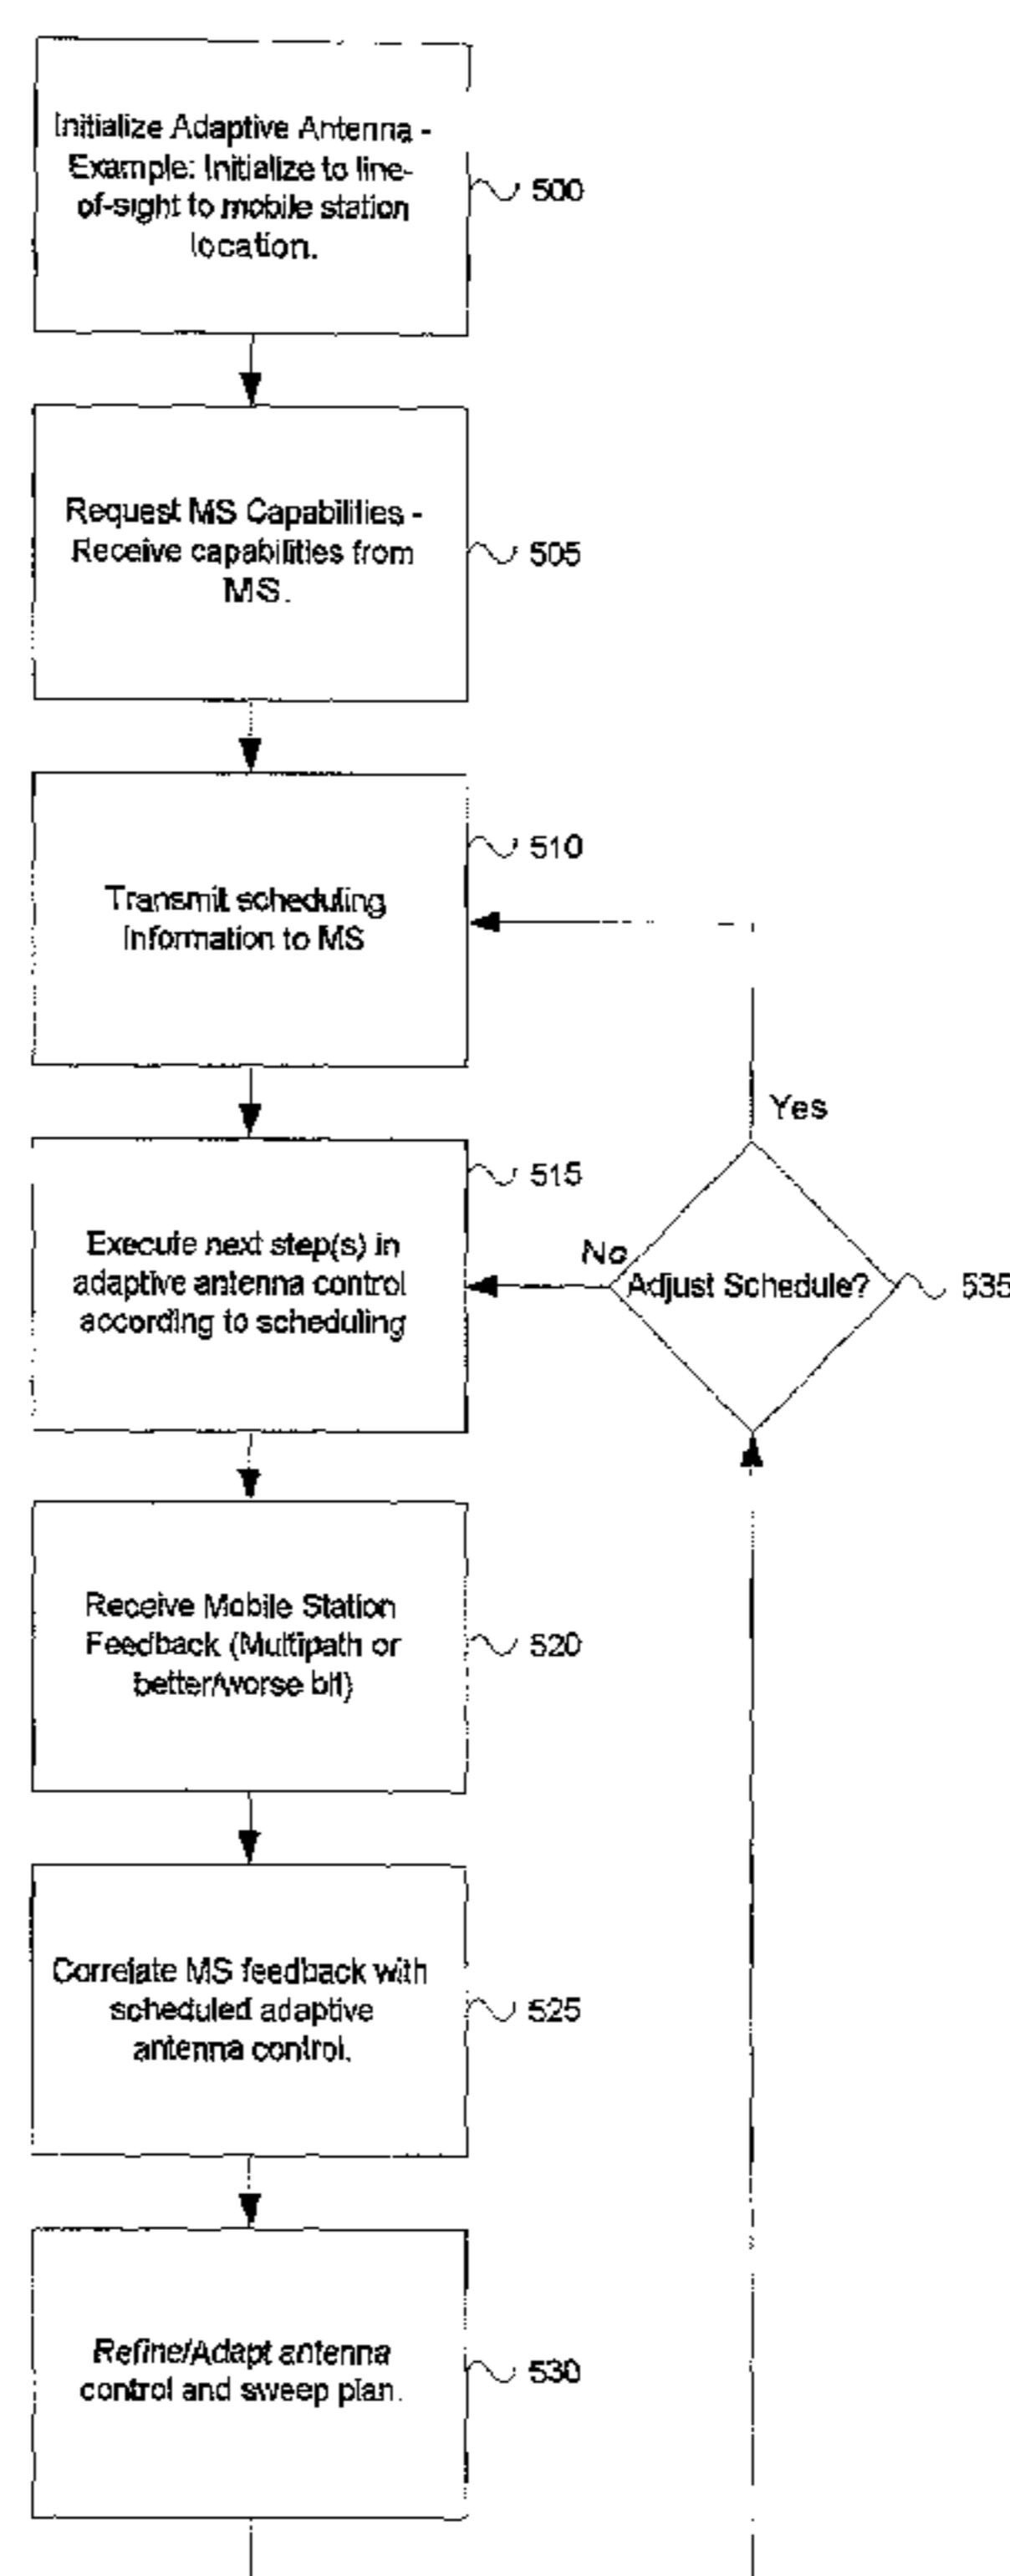 Initialize Adaptive Antenna -
Example: Initialize to line-
of-sight to mobile station
location.
500
Request MS Capabilities -
Receive capabilities from
MS.
505
510
Transmit scheduling
Information to MS
Yes
515
Execute next step(s) in
adaptive antenna control
according to scheduling
No
Adjust Schedule?
535
Receive Mobile Station
Feedback (Multipath or
better/worse bit)
520
Correlate MS feedback with
scheduled adaptive
antenna control.
525
Refine/Adapt antenna
control and sweep plan.
530